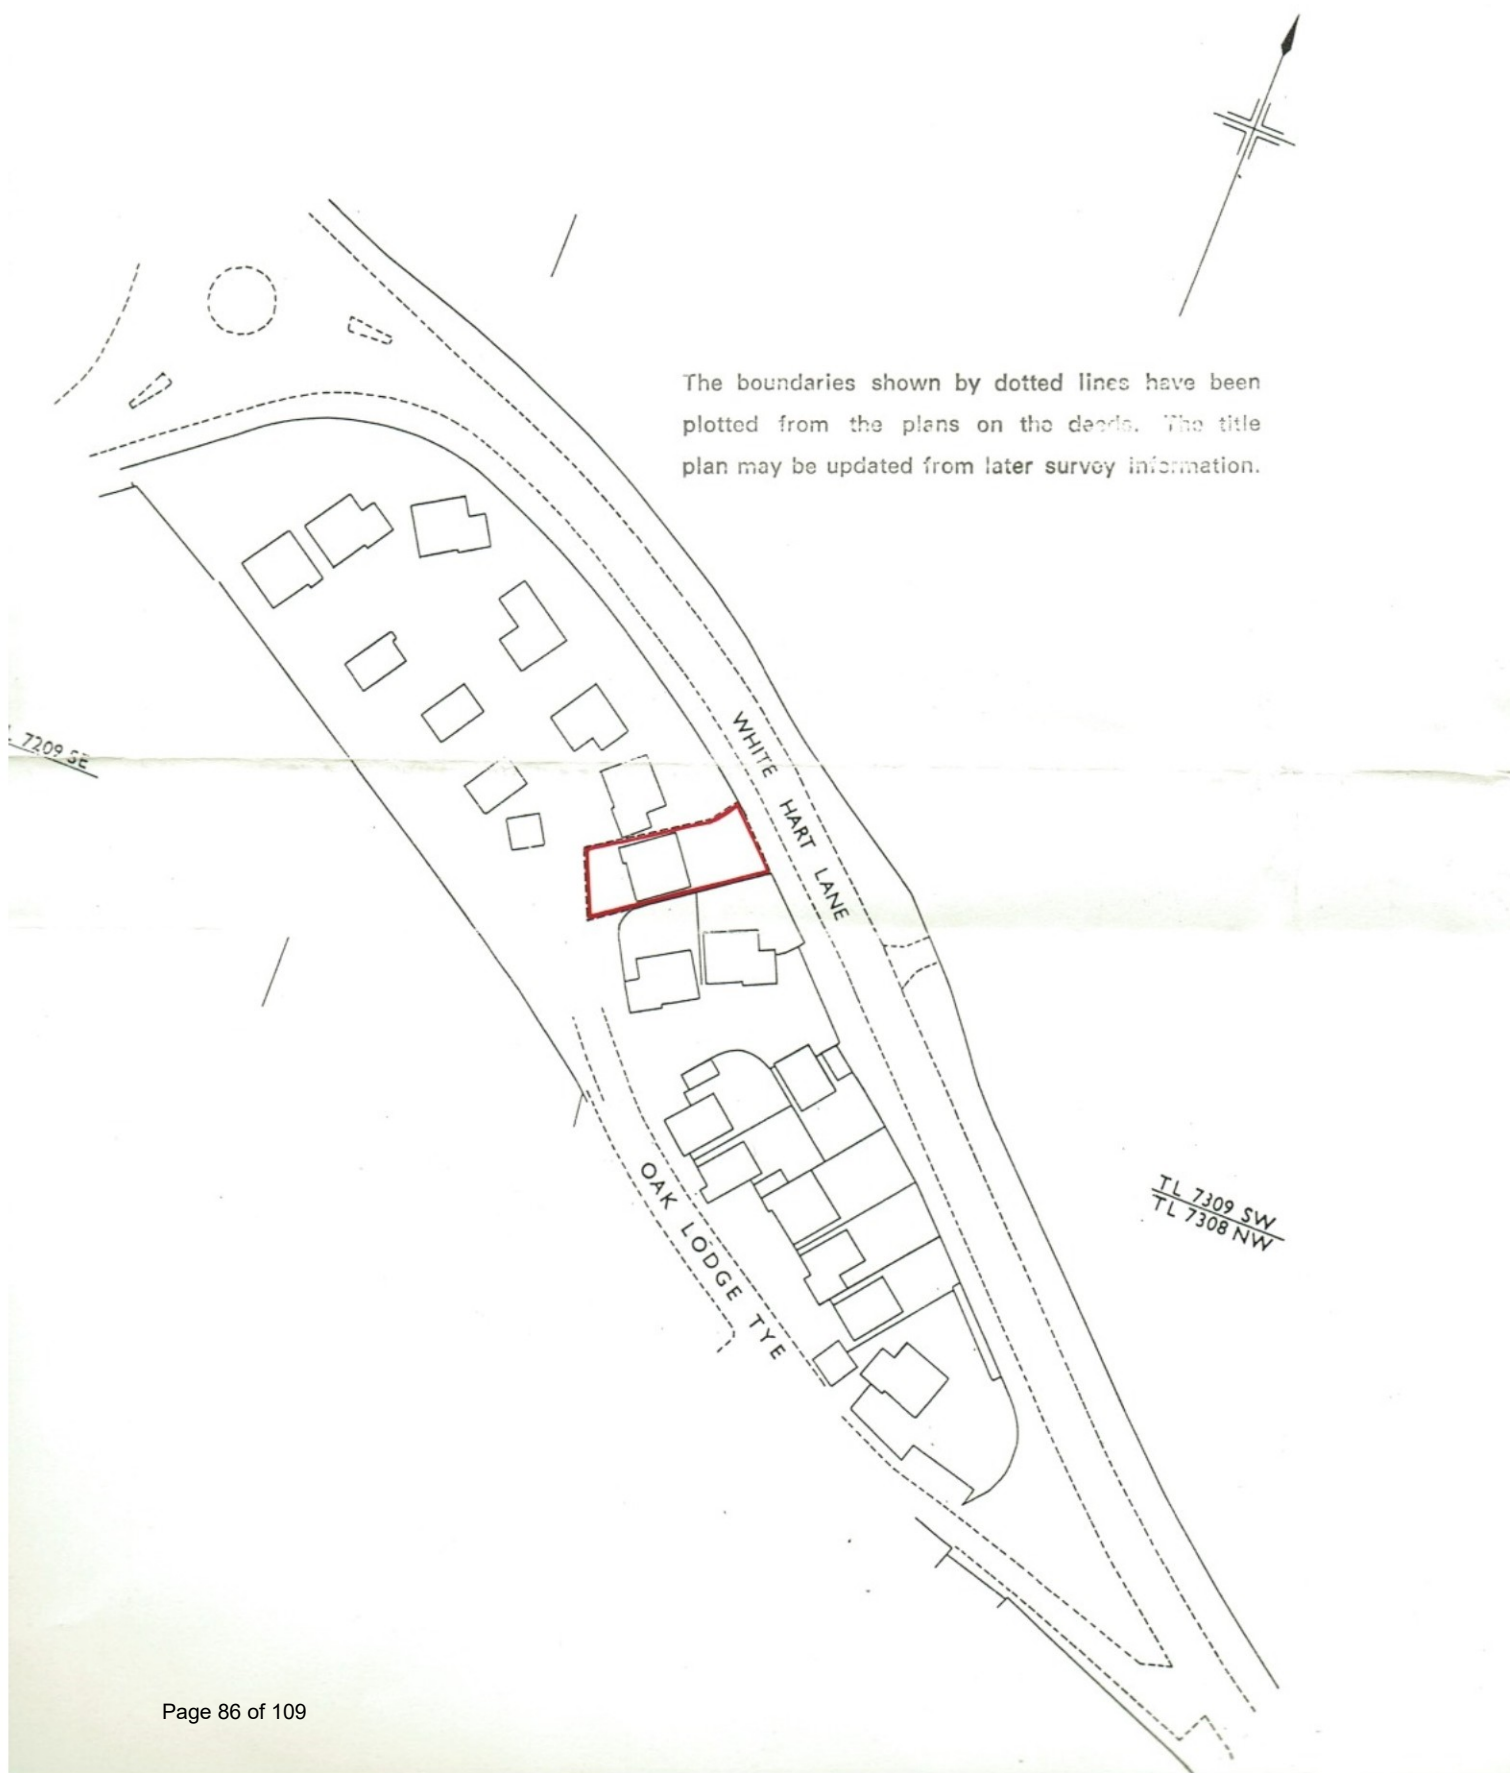 The boundaries shown by dotted lines have been
plotted from the plans on the deeds. The title
plan may be updated from later survey information.
7209 SE
WHITE HART LANE
OAK LODGE TYE
TL 7309 SW
TL 7308 NW
Page 86 of 109